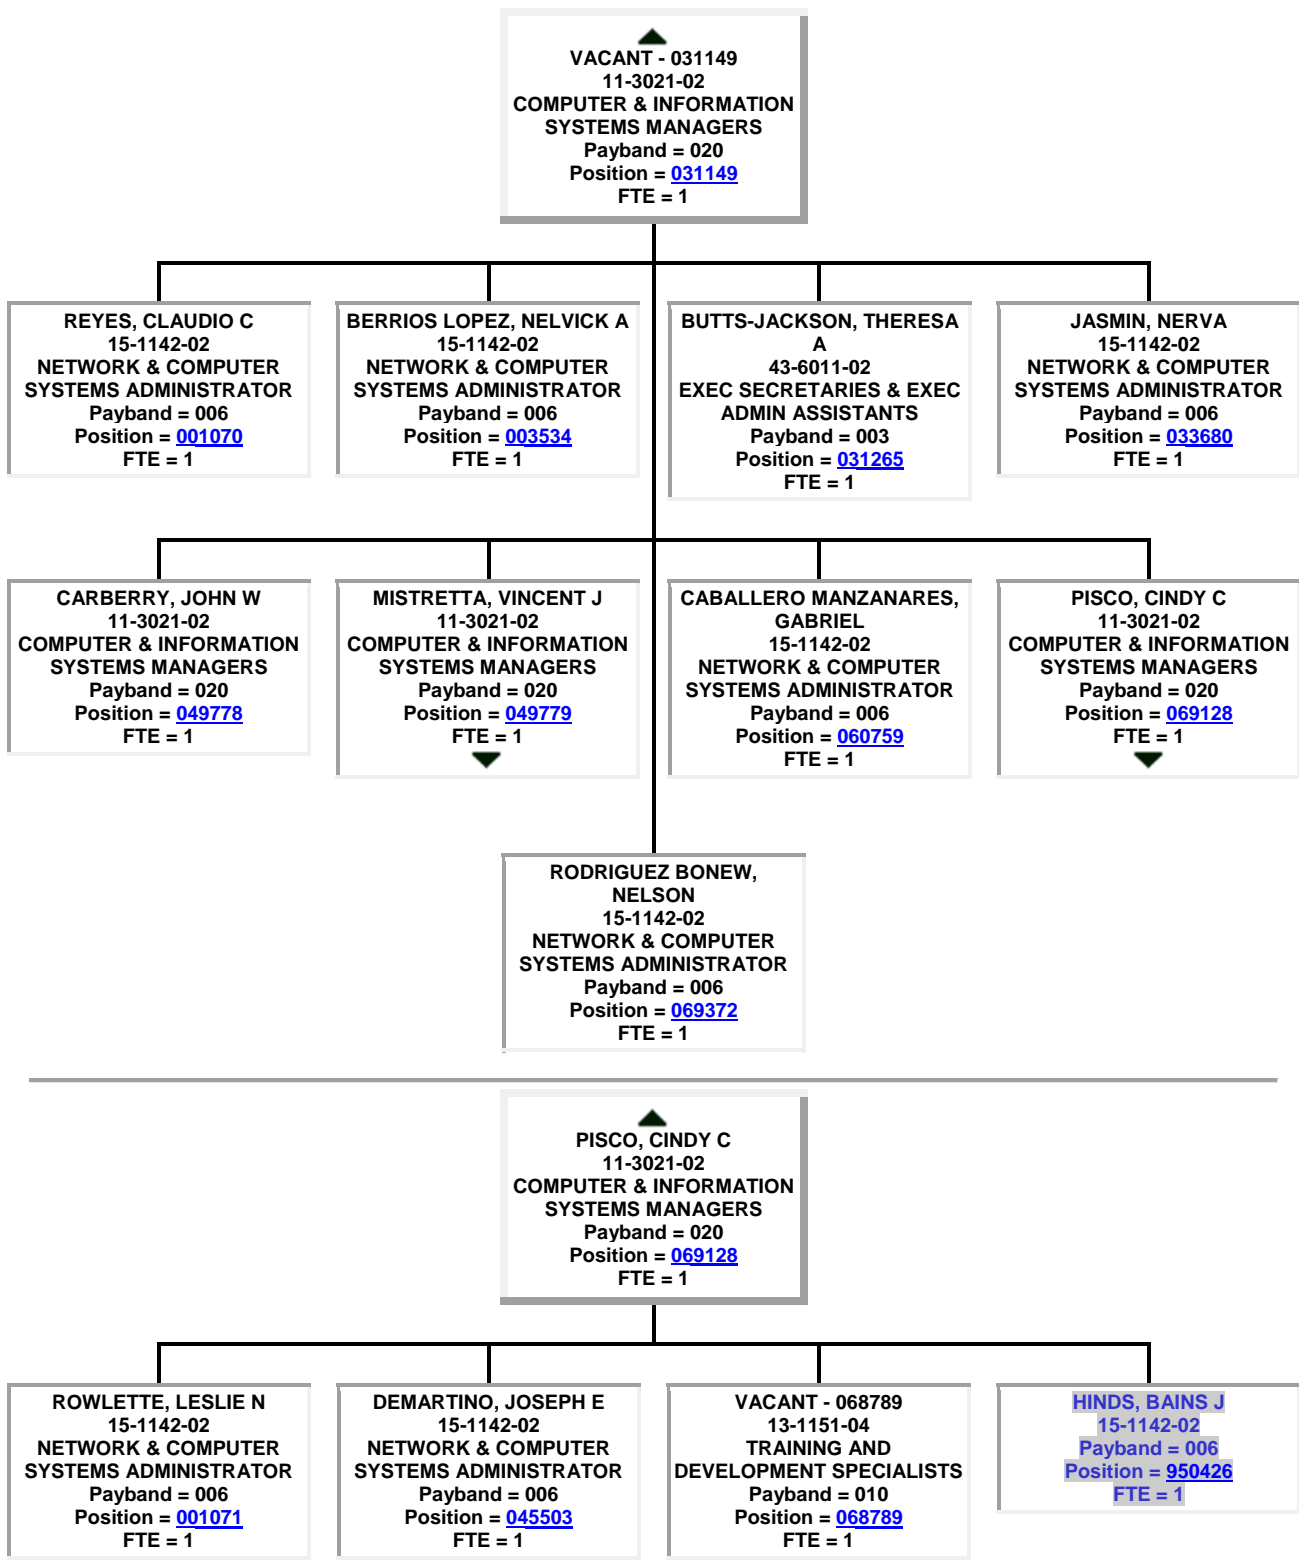 VACANT - 031149
11-3021-02
COMPUTER & INFORMATION
SYSTEMS MANAGERS
Payband = 020
Position = 031149
FTE = 1
REYES, CLAUDIO C
15-1142-02
NETWORK & COMPUTER
SYSTEMS ADMINISTRATOR
Payband = 006
Position = 001070
FTE = 1
BERRIOS LOPEZ, NELVICK A
15-1142-02
NETWORK & COMPUTER
SYSTEMS ADMINISTRATOR
Payband = 006
Position = 003534
FTE = 1
BUTTS-JACKSON, THERESA
A
43-6011-02
EXEC SECRETARIES & EXEC
ADMIN ASSISTANTS
Payband = 003
Position = 031265
FTE = 1
JASMIN, NERVA
15-1142-02
NETWORK & COMPUTER
SYSTEMS ADMINISTRATOR
Payband = 006
Position = 033680
FTE = 1
CARBERRY, JOHN W
11-3021-02
COMPUTER & INFORMATION
SYSTEMS MANAGERS
Payband = 020
Position = 049778
FTE = 1
MISTRETTA, VINCENT J
11-3021-02
COMPUTER & INFORMATION
SYSTEMS MANAGERS
Payband = 020
Position = 049779
FTE = 1
CABALLERO MANZANARES,
GABRIEL
15-1142-02
NETWORK & COMPUTER
SYSTEMS ADMINISTRATOR
Payband = 006
Position = 060759
FTE = 1
PISCO, CINDY C
11-3021-02
COMPUTER & INFORMATION
SYSTEMS MANAGERS
Payband = 020
Position = 069128
FTE = 1
RODRIGUEZ BONEW,
NELSON
15-1142-02
NETWORK & COMPUTER
SYSTEMS ADMINISTRATOR
Payband = 006
Position = 069372
FTE = 1
PISCO, CINDY C
11-3021-02
COMPUTER & INFORMATION
SYSTEMS MANAGERS
Payband = 020
Position = 069128
FTE = 1
ROWLETTE, LESLIE N
15-1142-02
NETWORK & COMPUTER
SYSTEMS ADMINISTRATOR
Payband = 006
Position = 001071
FTE = 1
DEMARTINO, JOSEPH E
15-1142-02
NETWORK & COMPUTER
SYSTEMS ADMINISTRATOR
Payband = 006
Position = 045503
FTE = 1
VACANT - 068789
13-1151-04
TRAINING AND
DEVELOPMENT SPECIALISTS
Payband = 010
Position = 068789
FTE = 1
HINDS, BAINS J
15-1142-02
Payband = 006
Position = 950426
FTE = 1